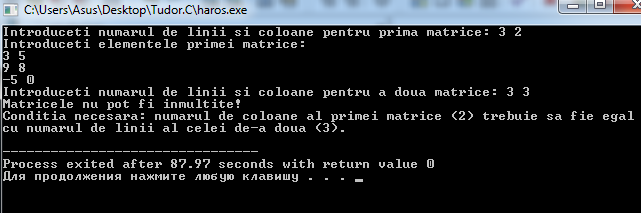 C:\Users\Asus\Desktop\Tudor.C\haros.exe
Introduceti numarul de linii si coloane pentru prima matrice: 3 2
Introduceti elementele primei matrice:
3 5
9 8
-5 0
Introduceti numarul de linii si coloane pentru a doua matrice: 3 3
Matricele nu pot fi inmultite!
Conditia necesara: numarul de coloane al primei matrice (2) trebuie sa fie egal
cu numarul de linii al celei de-a doua (3).
--------------------------------
Process exited after 87.97 seconds with return value 0
Для продолжения нажмите любую клавишу . . . _